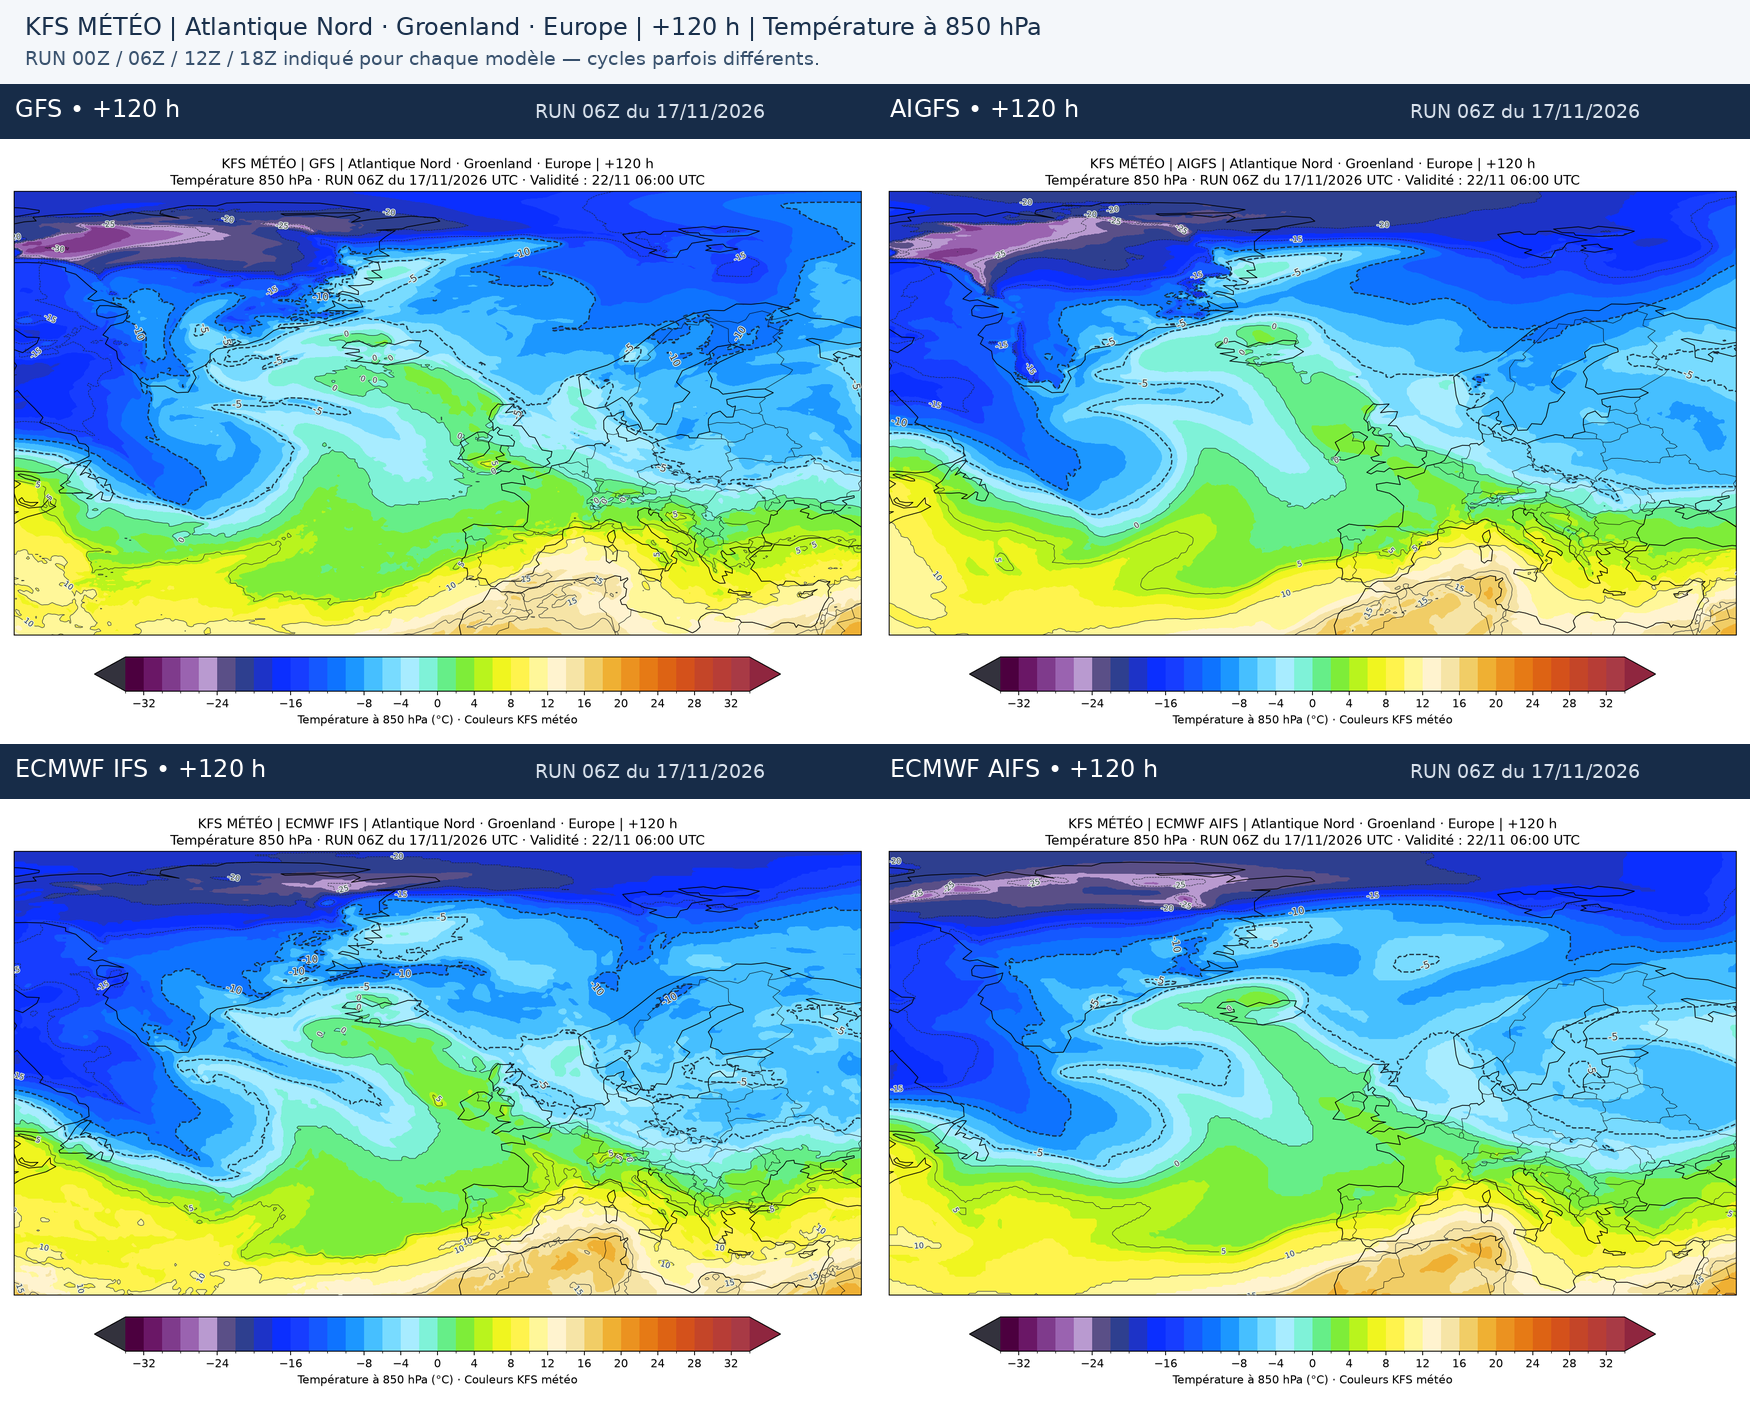 KFS MÉTÉO | Atlantique Nord · Groenland · Europe | +120 h | Température à 850 hPa
RUN 00Z / 06Z / 12Z / 18Z indiqué pour chaque modèle — cycles parfois différents.
GFS • +120 h
RUN 06Z du 17/11/2026
AIGFS • +120 h
RUN 06Z du 17/11/2026
KFS MÉTÉO | GFS | Atlantique Nord · Groenland · Europe | +120 h
Température 850 hPa · RUN 06Z du 17/11/2026 UTC · Validité : 22/11 06:00 UTC
KFS MÉTÉO | AIGFS | Atlantique Nord · Groenland · Europe | +120 h
Température 850 hPa · RUN 06Z du 17/11/2026 UTC · Validité : 22/11 06:00 UTC
−32 −24 −16 −8 −4 0 4 8 12 16 20 24 28 32
Température à 850 hPa (°C) · Couleurs KFS météo
−32 −24 −16 −8 −4 0 4 8 12 16 20 24 28 32
Température à 850 hPa (°C) · Couleurs KFS météo
ECMWF IFS • +120 h
RUN 06Z du 17/11/2026
ECMWF AIFS • +120 h
RUN 06Z du 17/11/2026
KFS MÉTÉO | ECMWF IFS | Atlantique Nord · Groenland · Europe | +120 h
Température 850 hPa · RUN 06Z du 17/11/2026 UTC · Validité : 22/11 06:00 UTC
KFS MÉTÉO | ECMWF AIFS | Atlantique Nord · Groenland · Europe | +120 h
Température 850 hPa · RUN 06Z du 17/11/2026 UTC · Validité : 22/11 06:00 UTC
−32 −24 −16 −8 −4 0 4 8 12 16 20 24 28 32
Température à 850 hPa (°C) · Couleurs KFS météo
−32 −24 −16 −8 −4 0 4 8 12 16 20 24 28 32
Température à 850 hPa (°C) · Couleurs KFS météo